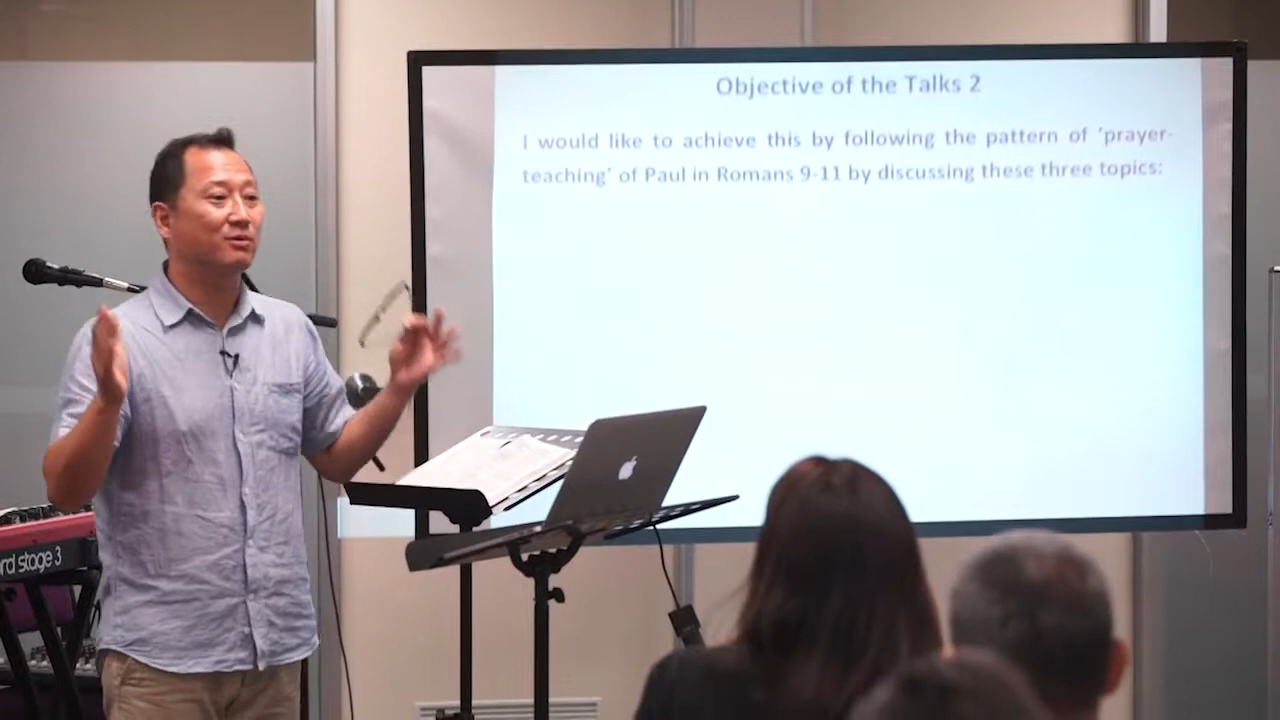 Objective of the Talks 2
I would like to achieve this by following the pattern of ‘prayer-
teaching’ of Paul in Romans 9-11 by discussing these three topics:
rd stage 3